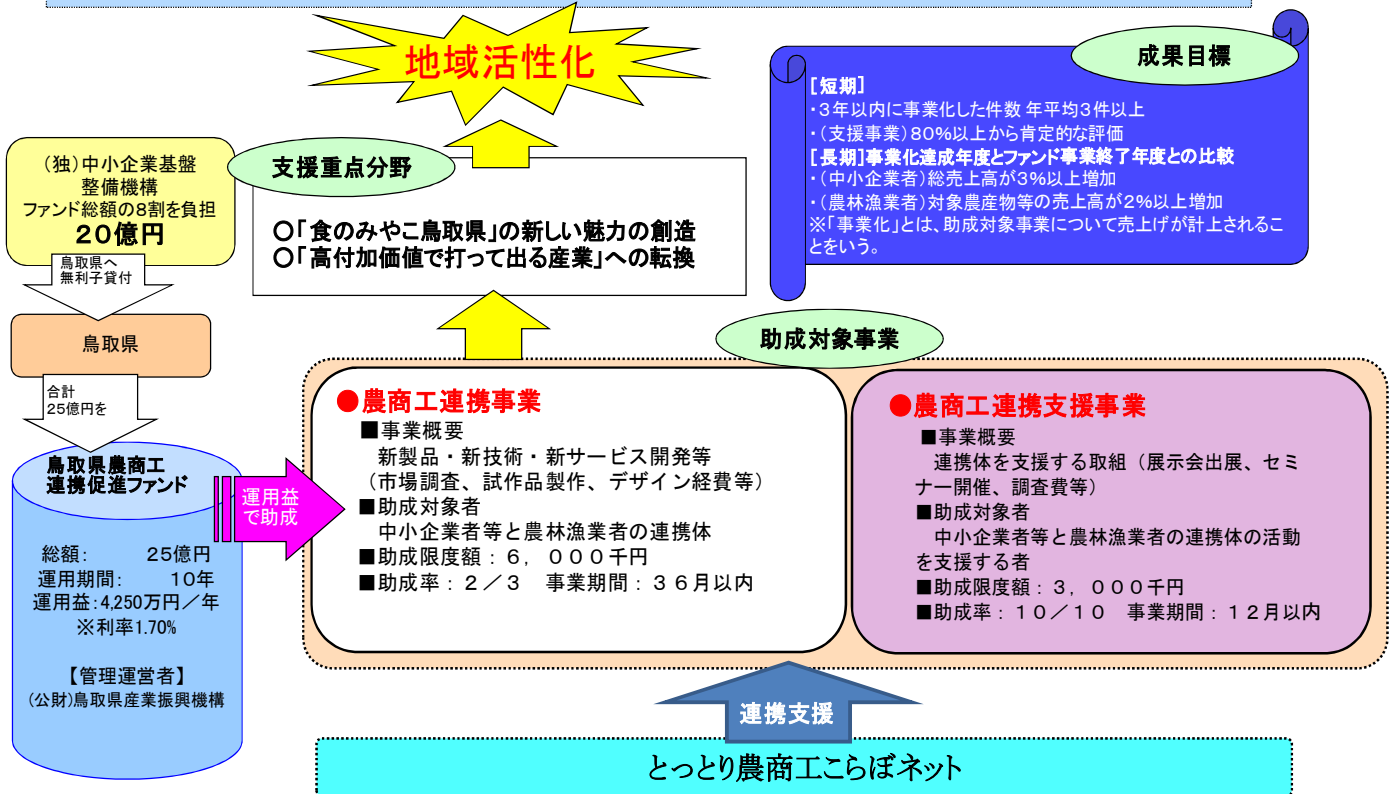 地域活性化
成果目標
[短期]
・3年以内に事業化した件数 年平均3件以上
・(支援事業)80%以上から肯定的な評価
[長期]事業化達成年度とファンド事業終了年度との比較
・(中小企業者)総売上高が3%以上増加
・(農林漁業者)対象農産物等の売上高が2%以上増加
※「事業化」とは、助成対象事業について売上げが計上されるこ
とをいう。
(独)中小企業基盤
整備機構
ファンド総額の8割を負担
20億円
支援重点分野
○「食のみやこ鳥取県」の新しい魅力の創造
○「高付加価値で打って出る産業」への転換
鳥取県へ
無利子貸付
鳥取県
合計
25億円を
鳥取県農商工
連携促進ファンド
総額: 25億円
運用期間: 10年
運用益:4,250万円/年
※利率1.70%
【管理運営者】
(公財)鳥取県産業振興機構
運用益
で助成
助成対象事業
●農商工連携事業
■事業概要
新製品・新技術・新サービス開発等
(市場調査、試作品製作、デザイン経費等)
■助成対象者
中小企業者等と農林漁業者の連携体
■助成限度額:6,000千円
■助成率:2/3 事業期間:36月以内
●農商工連携支援事業
■事業概要
連携体を支援する取組(展示会出展、セミ
ナー開催、調査費等)
■助成対象者
中小企業者等と農林漁業者の連携体の活動
を支援する者
■助成限度額:3,000千円
■助成率:10/10 事業期間:12月以内
連携支援
とっとり農商工こらぼネット